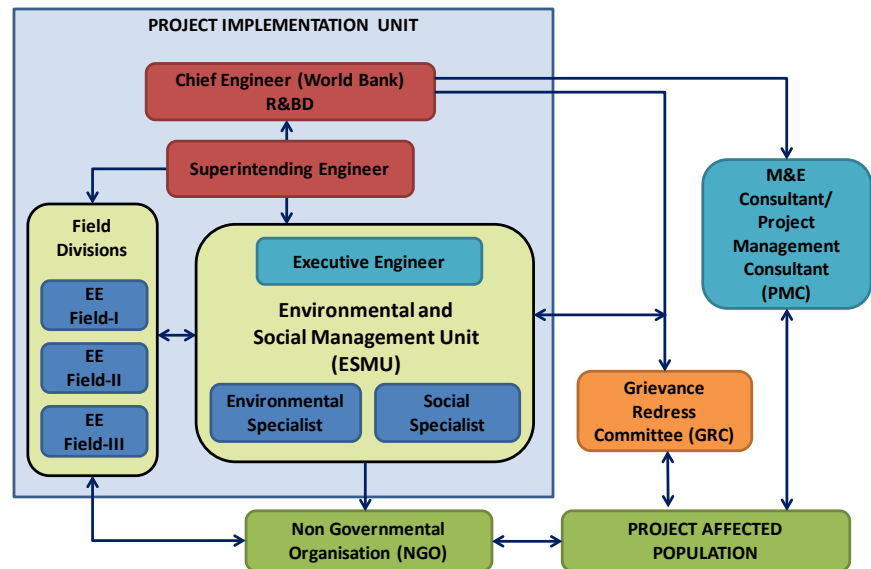 PROJECT IMPLEMENTATION UNIT
Chief Engineer (World Bank)
R&BD
Superintending Engineer
M&E
Consultant/
Project
Management
Consultant
(PMC)
Field
Divisions
EE
Field-I
EE
Field-II
EE
Field-III
Executive Engineer
Environmental and
Social Management Unit
(ESMU)
Environmental
Specialist
Social
Specialist
Grievance
Redress
Committee (GRC)
Non Governmental
Organisation (NGO)
PROJECT AFFECTED
POPULATION